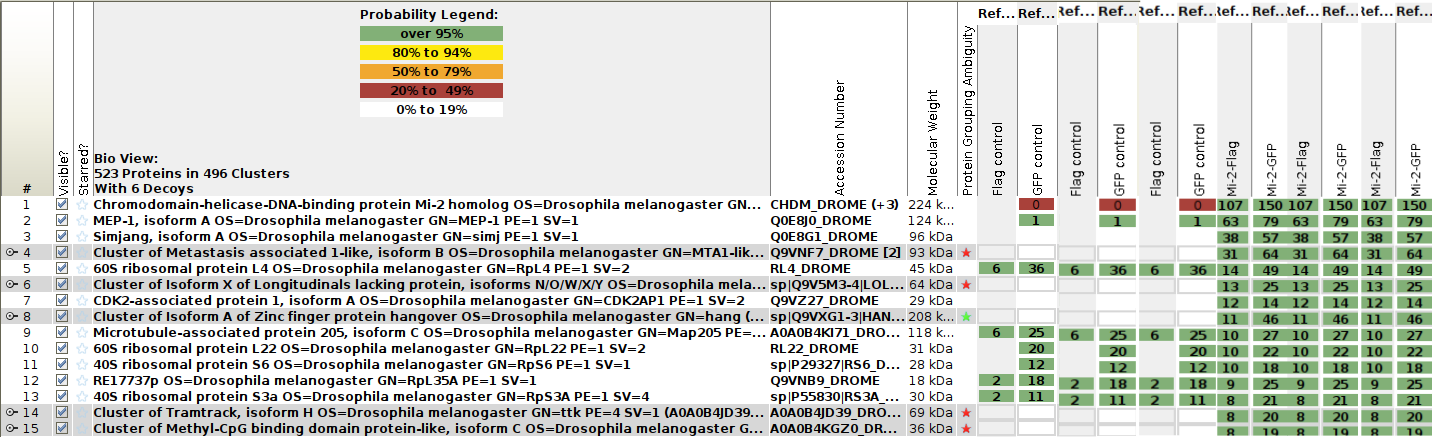 Probability Legend:
over 95%
80% to 94%
50% to 79%
20% to 49%
0% to 19%
Bio View:
523 Proteins in 496 Clusters
With 6 Decoys
Ref... Ref... Ref... Ref... Ref... Ref... Ref... Ref... Ref... Ref... Ref... Ref...
#
Visible?
Starred?
Accession Number
Molecular Weight
Protein Grouping Ambiguity
Flag control
GFP control
Flag control
GFP control
Flag control
GFP control
Mi-2-Flag
Mi-2-GFP
Mi-2-Flag
Mi-2-GFP
Mi-2-Flag
Mi-2-GFP
1 Chromodomain-helicase-DNA-binding protein Mi-2 homolog OS=Drosophila melanogaster GN... CHDM_DROME (+3) 224 k... 0 0 0 107 150 107 150 107 150
2 MEP-1, isoform A OS=Drosophila melanogaster GN=MEP-1 PE=1 SV=1 Q0E8J0_DROME 124 k... 1 1 1 63 79 63 79 63 79
3 Simjang, isoform A OS=Drosophila melanogaster GN=simj PE=1 SV=1 Q0E8G1_DROME 96 kDa 38 57 38 57 38 57
4 Cluster of Metastasis associated 1-like, isoform B OS=Drosophila melanogaster GN=MTA1-lik... Q9VNF7_DROME [2] 93 kDa 31 64 31 64 31 64
5 60S ribosomal protein L4 OS=Drosophila melanogaster GN=RpL4 PE=1 SV=2 RL4_DROME 45 kDa 6 36 6 36 6 36 14 49 14 49 14 49
6 Cluster of Isoform X of Longitudinals lacking protein, isoforms N/O/W/X/Y OS=Drosophila mela... sp|Q9V5M3-4|LOL... 64 kDa 13 25 13 25 13 25
7 CDK2-associated protein 1, isoform A OS=Drosophila melanogaster GN=CDK2AP1 PE=1 SV=2 Q9VZ27_DROME 29 kDa 12 14 12 14 12 14
8 Cluster of Isoform A of Zinc finger protein hangover OS=Drosophila melanogaster GN=hang (... sp|Q9VXG1-3|HAN... 208 k... 11 46 11 46 11 46
9 Microtubule-associated protein 205, isoform C OS=Drosophila melanogaster GN=Map205 PE=... A0A0B4KI71_DRO... 118 k... 6 25 6 25 6 25 10 27 10 27 10 27
10 60S ribosomal protein L22 OS=Drosophila melanogaster GN=RpL22 PE=1 SV=2 RL22_DROME 31 kDa 20 20 20 10 22 10 22 10 22
11 40S ribosomal protein S6 OS=Drosophila melanogaster GN=RpS6 PE=1 SV=1 sp|P29327|RS6_D... 28 kDa 12 12 12 10 18 10 18 10 18
12 RE17737p OS=Drosophila melanogaster GN=RpL35A PE=1 SV=1 Q9VNB9_DROME 18 kDa 2 18 2 18 2 18 9 25 9 25 9 25
13 40S ribosomal protein S3a OS=Drosophila melanogaster GN=RpS3A PE=1 SV=4 sp|P55830|RS3A_... 30 kDa 2 11 2 11 2 11 8 21 8 21 8 21
14 Cluster of Tramtrack, isoform H OS=Drosophila melanogaster GN=ttk PE=4 SV=1 (A0A0B4JD39... A0A0B4JD39_DRO... 69 kDa 8 20 8 20 8 20
15 Cluster of Methyl-CpG binding domain protein-like, isoform C OS=Drosophila melanogaster G... A0A0B4KGZ0_DR... 36 kDa 8 19 8 19 8 19